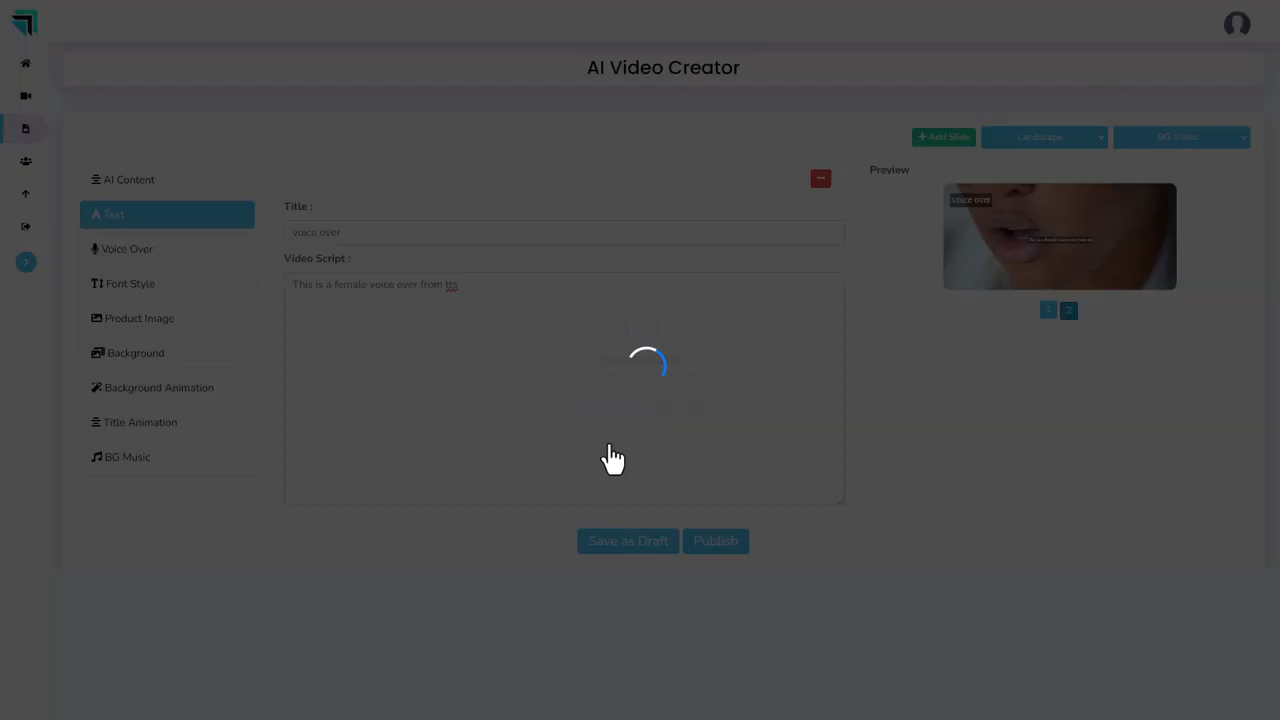 AI Video Creator
+ Add Slide
Landscape
BG Video
AI Content
Text
Voice Over
Font Style
Product Image
Background
Background Animation
Title Animation
BG Music
Title :
voice over
Video Script :
This is a female voice over from tts
Save as Draft
Publish
Preview
voice over
1
2